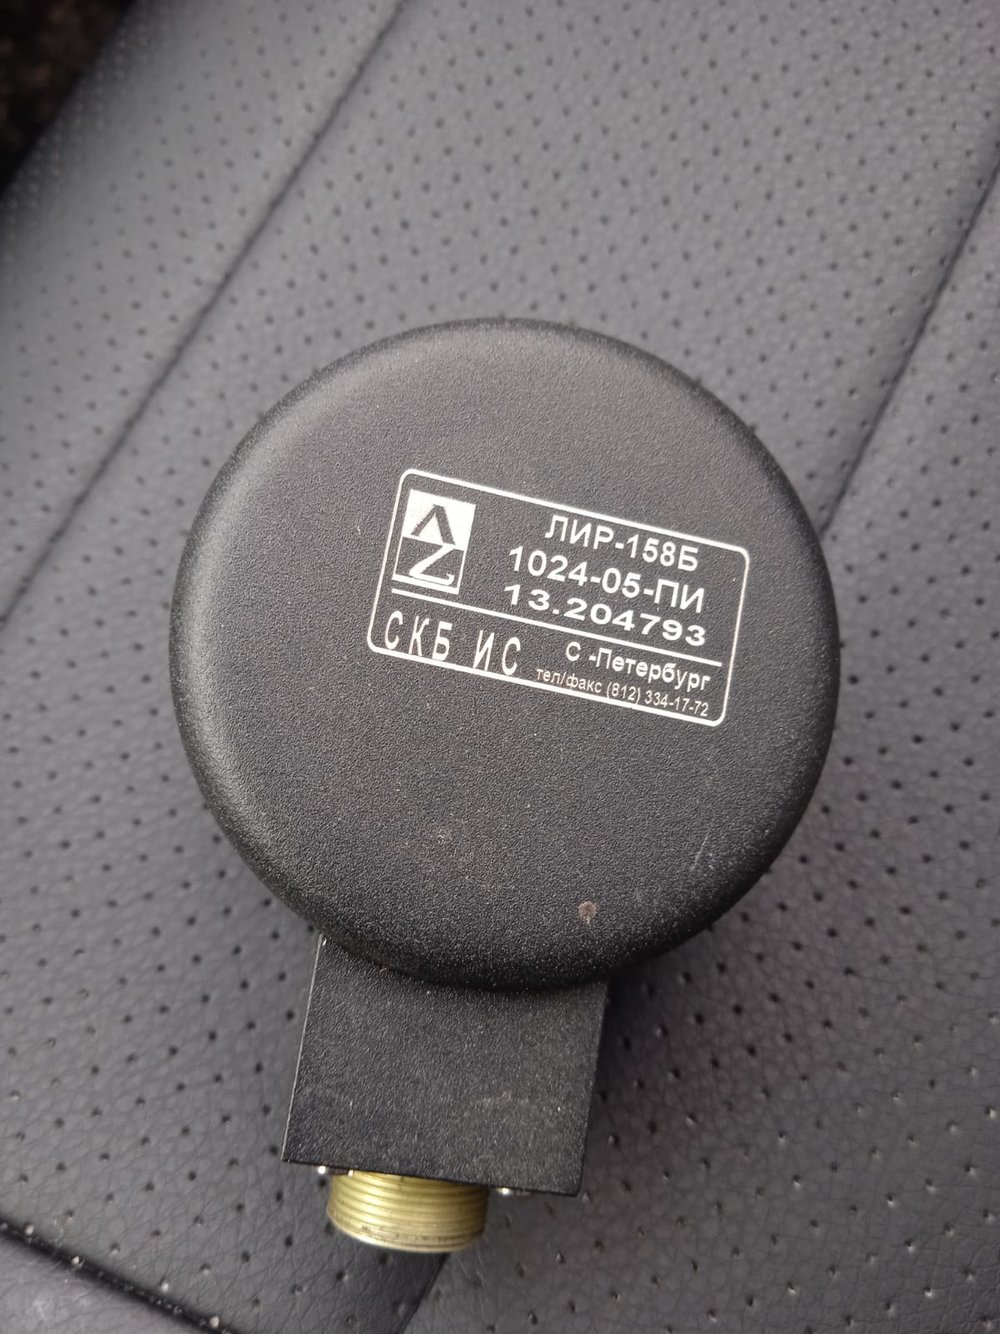 ЛИР-158Б
1024-05-ПИ
13.204793
СКБ ИС
С -Петербург
тел/факс (812) 334-17-72